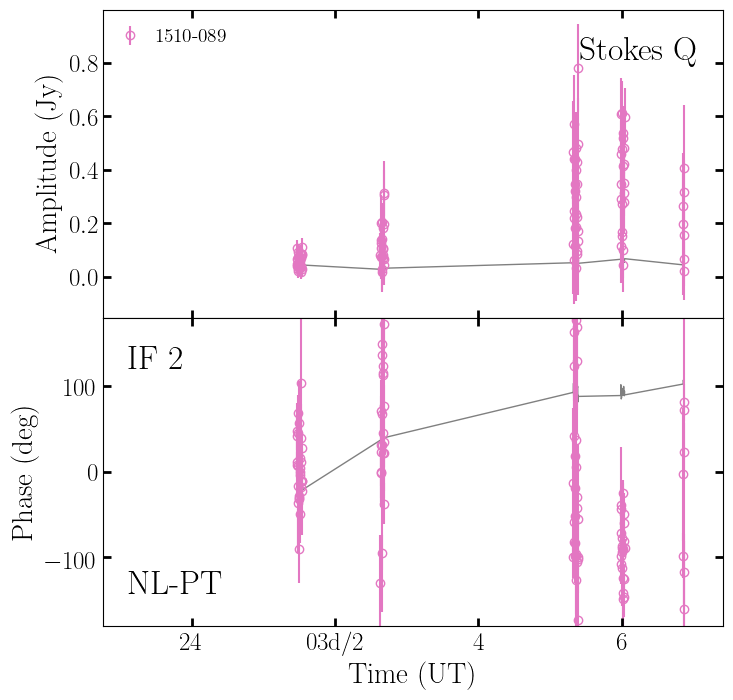 1510-089
Stokes Q
Amplitude (Jy)
0.8
0.6
0.4
0.2
0.0
IF 2
Phase (deg)
100
0
−100
NL-PT
24
03d/2
4
6
Time (UT)